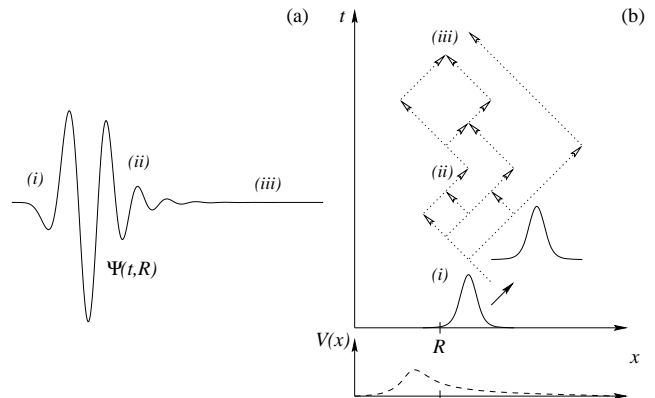 (a)
(i)
(ii)
(iii)
Ψ(t,R)
(b)
t
(iii)
(ii)
(i)
R
x
V(x)